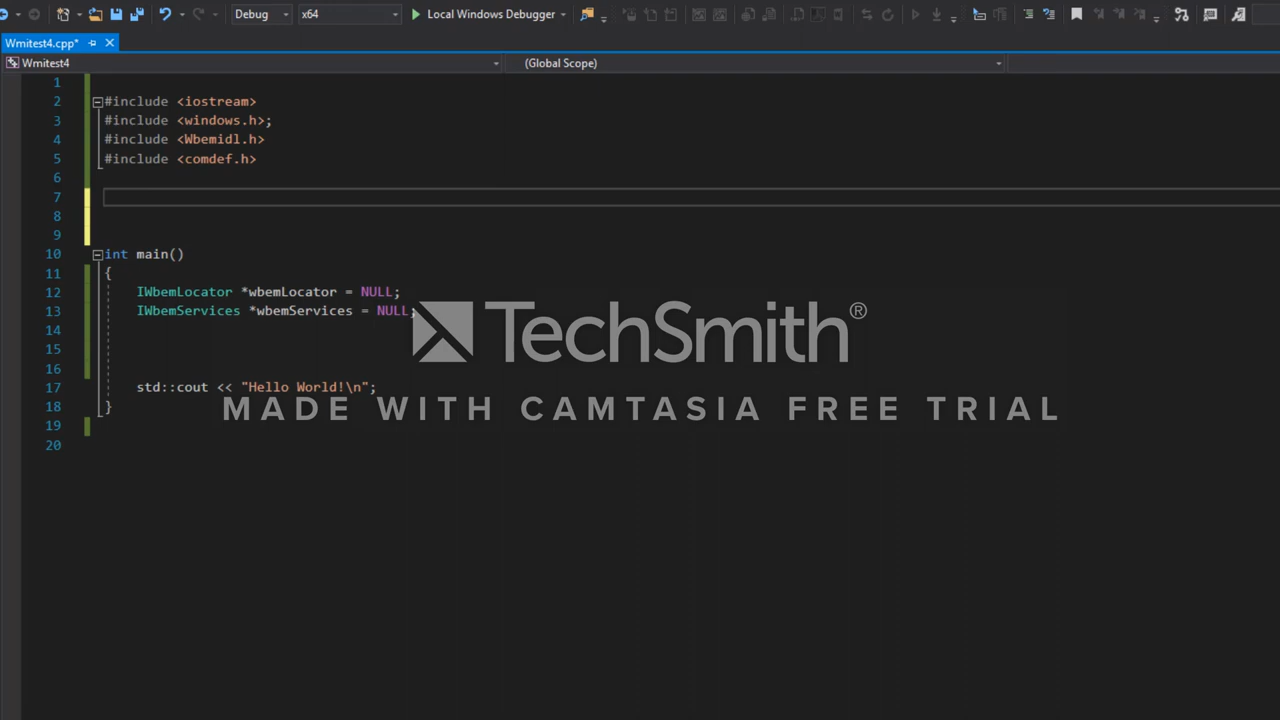 Debug x64 Local Windows Debugger
Wmitest4.cpp*
Wmitest4 (Global Scope)
1
2 #include <iostream>
3 #include <windows.h>;
4 #include <Wbemidl.h>
5 #include <comdef.h>
6
7
8
9
10 int main()
11 {
12 IWbemLocator *wbemLocator = NULL;
13 IWbemServices *wbemServices = NULL;
14
15
16
17 std::cout << "Hello World!\n";
18 }
19
20
TechSmith®
MADE WITH CAMTASIA FREE TRIAL